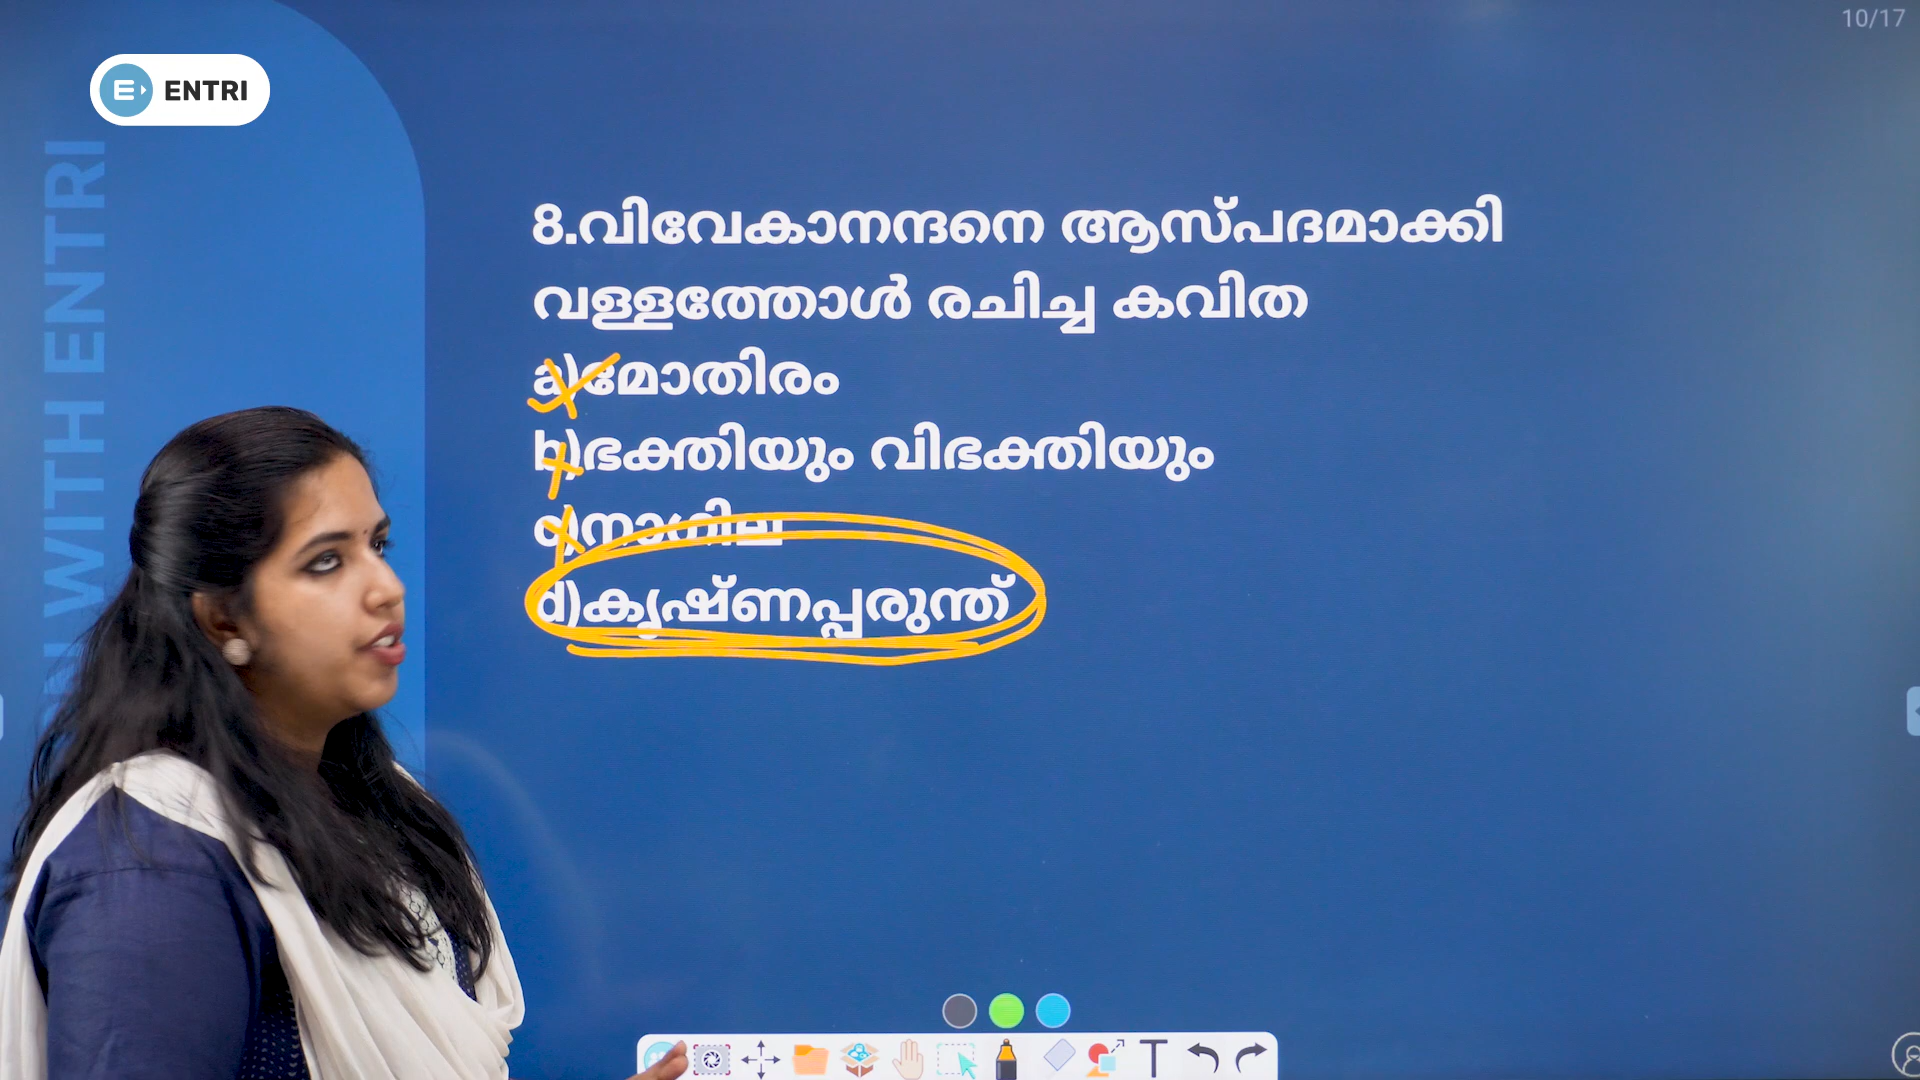 10/17
ENTRI
WITH ENTRI
8.വിവേകാനന്ദനെ ആസ്പദമാക്കി
വള്ളത്തോൾ രചിച്ച കവിത
a)മോതിരം
b)ഭക്തിയും വിഭക്തിയും
c)നാഗില
d)കൃഷ്ണപ്പരുന്ത്